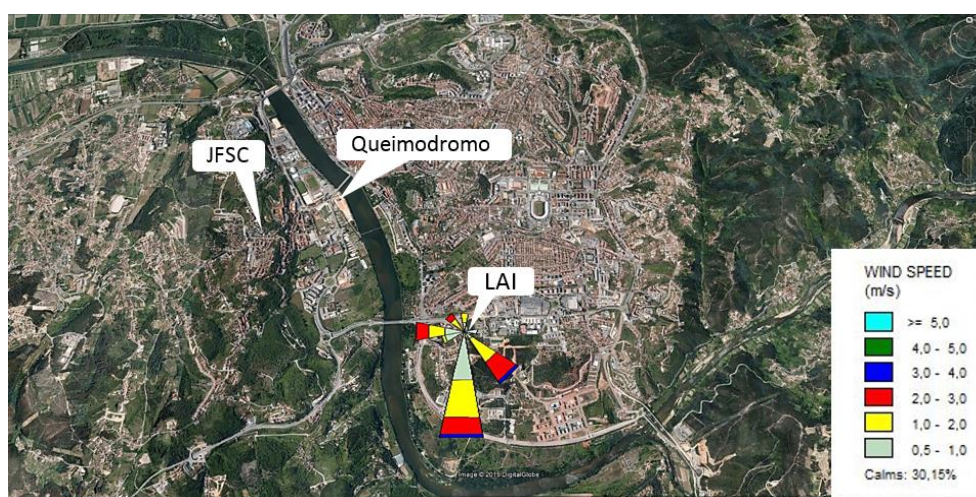 JFSC
Queimodromo
LAI
WIND SPEED
(m/s)
>= 5,0
4,0 - 5,0
3,0 - 4,0
2,0 - 3,0
1,0 - 2,0
0,5 - 1,0
Calms: 30,15%